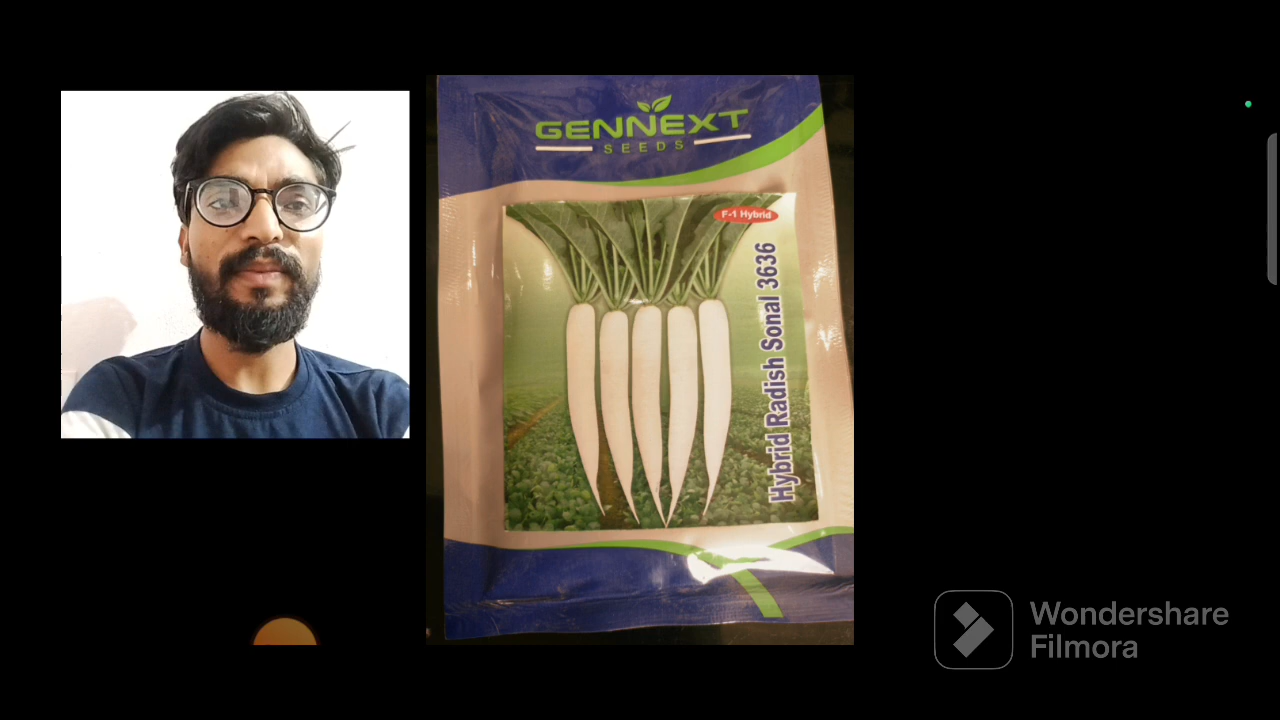 GENNEXT
SEEDS
F-1 Hybrid
Hybrid Radish Sonal 3636
Wondershare
Filmora